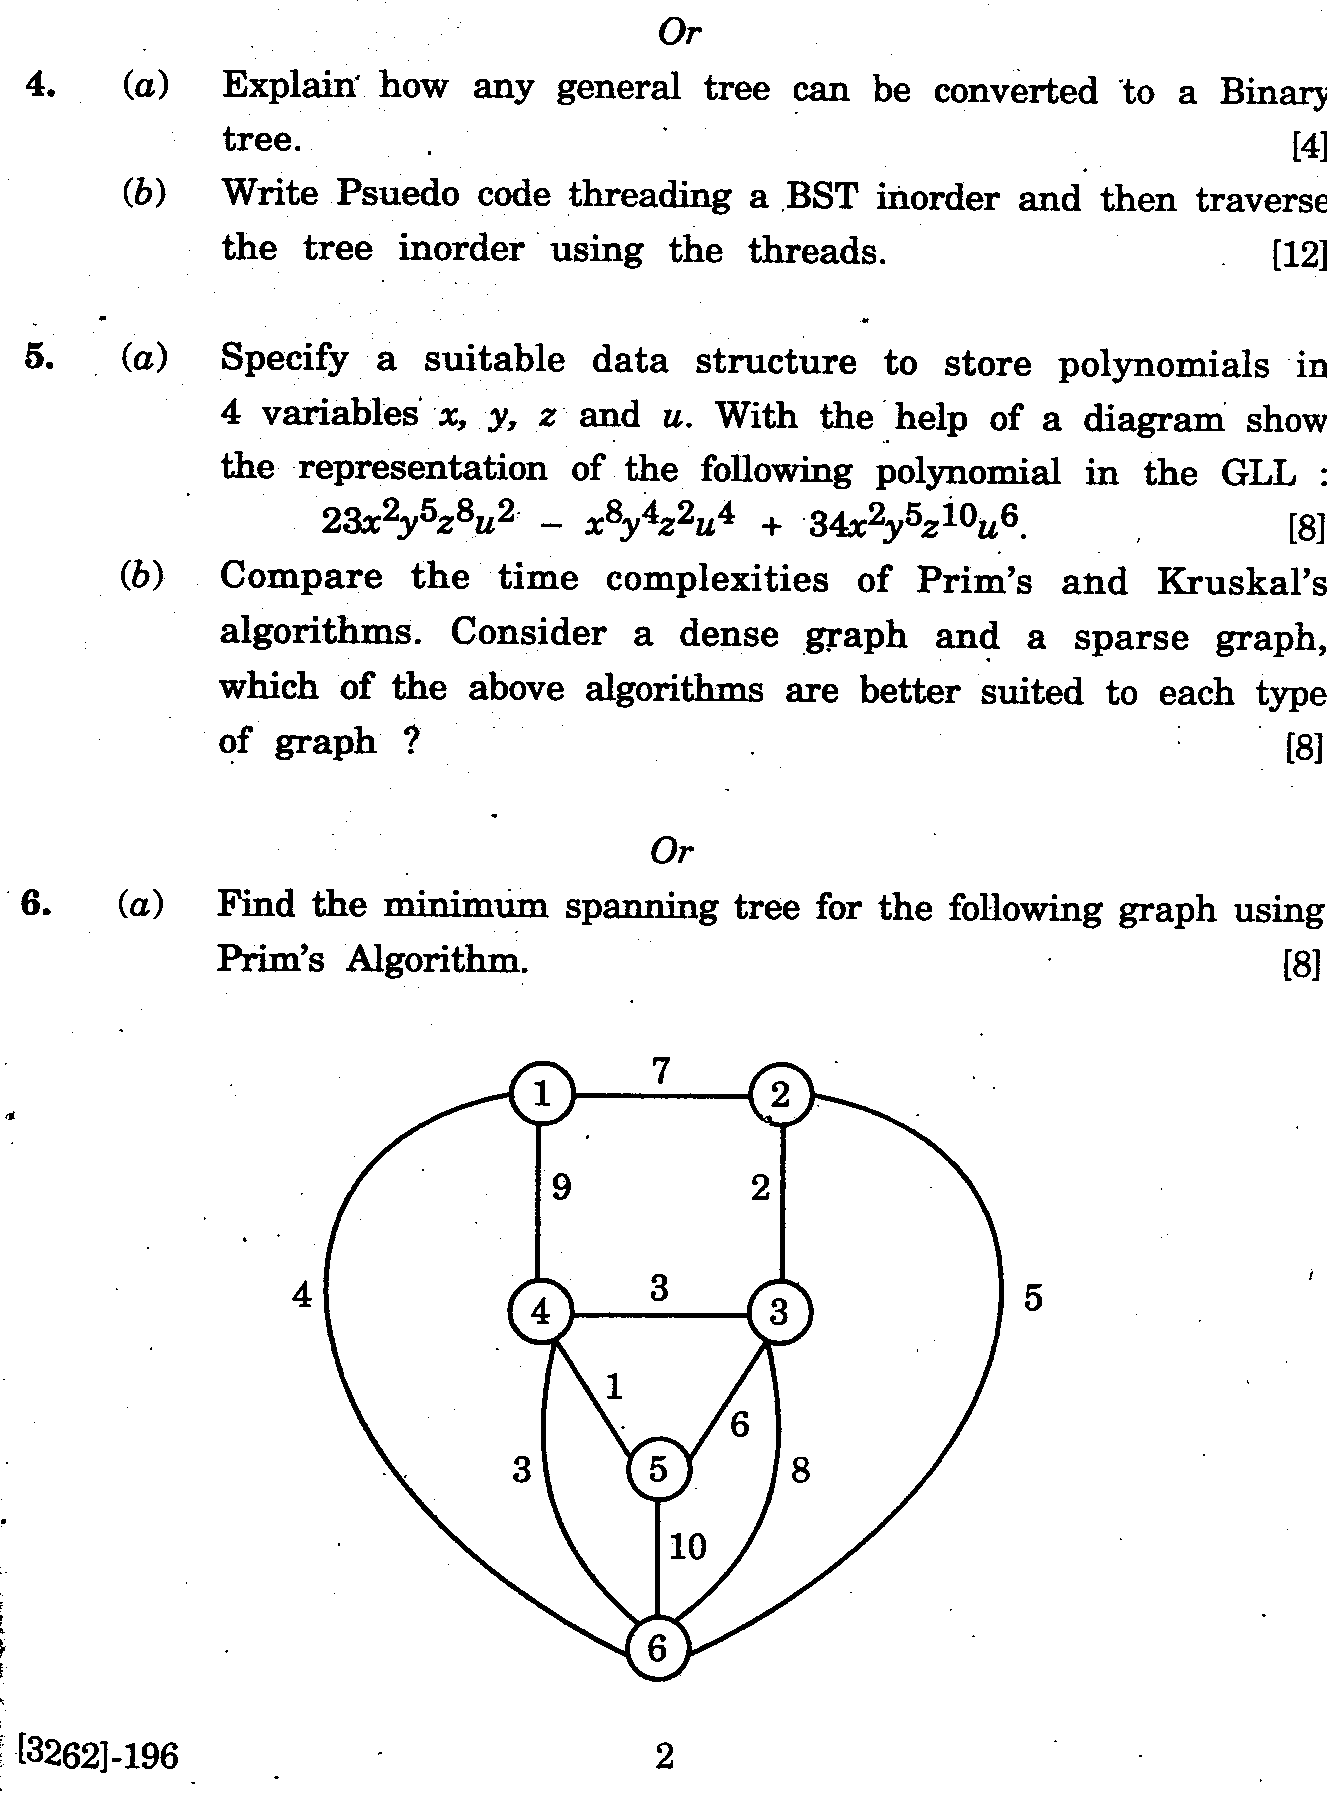 Or
4. (a) Explain how any general tree can be converted to a Binary
tree. [4]
(b) Write Psuedo code threading a BST inorder and then traverse
the tree inorder using the threads. [12]
5. (a) Specify a suitable data structure to store polynomials in
4 variables x, y, z and u. With the help of a diagram show
the representation of the following polynomial in the GLL :
23x²y⁵z⁸u² – x⁸y⁴z²u⁴ + 34x²y⁵z¹⁰u⁶. [8]
(b) Compare the time complexities of Prim's and Kruskal's
algorithms. Consider a dense graph and a sparse graph,
which of the above algorithms are better suited to each type
of graph ? [8]
Or
6. (a) Find the minimum spanning tree for the following graph using
Prim's Algorithm. [8]
7
1 2
9 2
4 3 5
4 3
1
6
3 5 8
10
6
[3262]-196 2